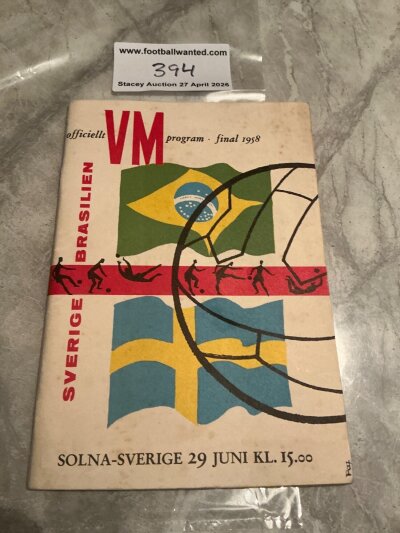 www.footballwanted.com
394
Stacey Auction 27 April 2026
officiellt VM program - final 1958
SVERIGE BRASILIEN
SOLNA-SVERIGE 29 JUNI KL. 15.00